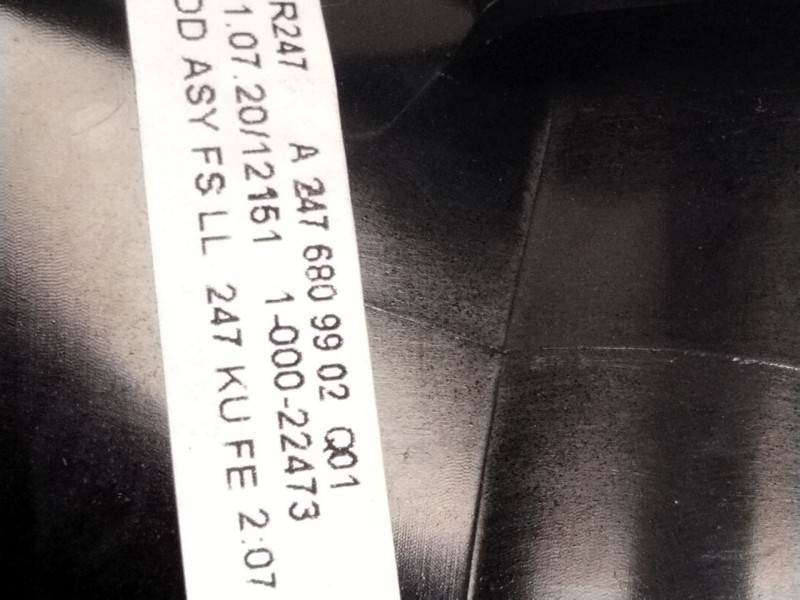 R247 A 247 680 99 02 Q01
1.07.20/12151 1-000-22473
OD ASY FS LL 247 KU FE 2:07